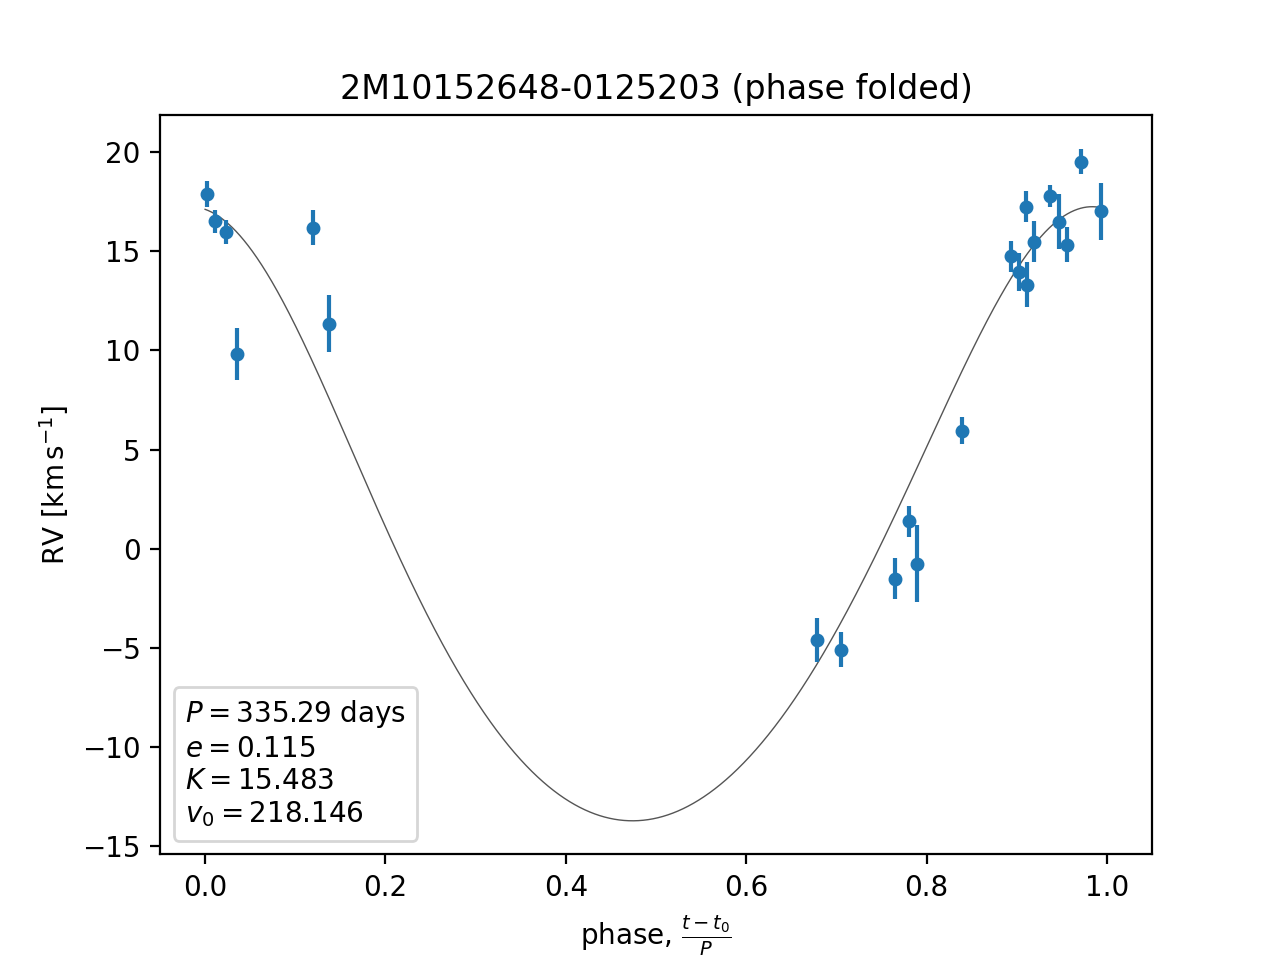 2M10152648-0125203 (phase folded)
20
15
10
5
0
−5
−10
−15
RV [km s⁻¹]
P = 335.29 days
e = 0.115
K = 15.483
v₀ = 218.146
0.0 0.2 0.4 0.6 0.8 1.0
phase, (t − t₀)/P